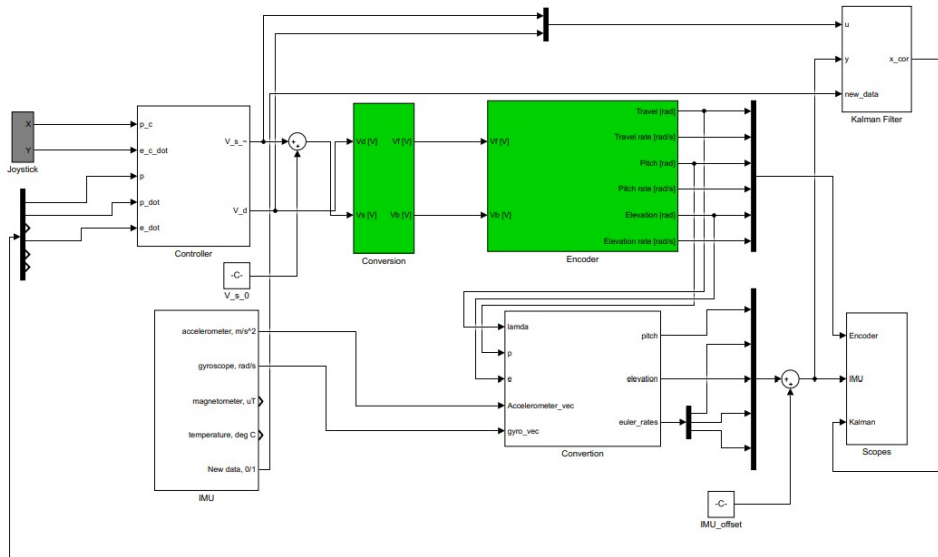 X
Y
Joystick
p_c
e_c_dot
p
p_dot
e_dot
V_s_~
V_d
Controller
-C-
V_s_0
Vd [V]
Vs [V]
Vf [V]
Vb [V]
Conversion
Vf [V]
Vb [V]
Travel [rad]
Travel rate [rad/s]
Pitch [rad]
Pitch rate [rad/s]
Elevation [rad]
Elevation rate [rad/s]
Encoder
u
y
new_data
x_cor
Kalman Filter
accelerometer, m/s^2
gyroscope, rad/s
magnetometer, uT
temperature, deg C
New data, 0/1
IMU
lamda
p
e
Accelerometer_vec
gyro_vec
pitch
elevation
euler_rates
Convertion
-C-
IMU_offset
Encoder
IMU
Kalman
Scopes